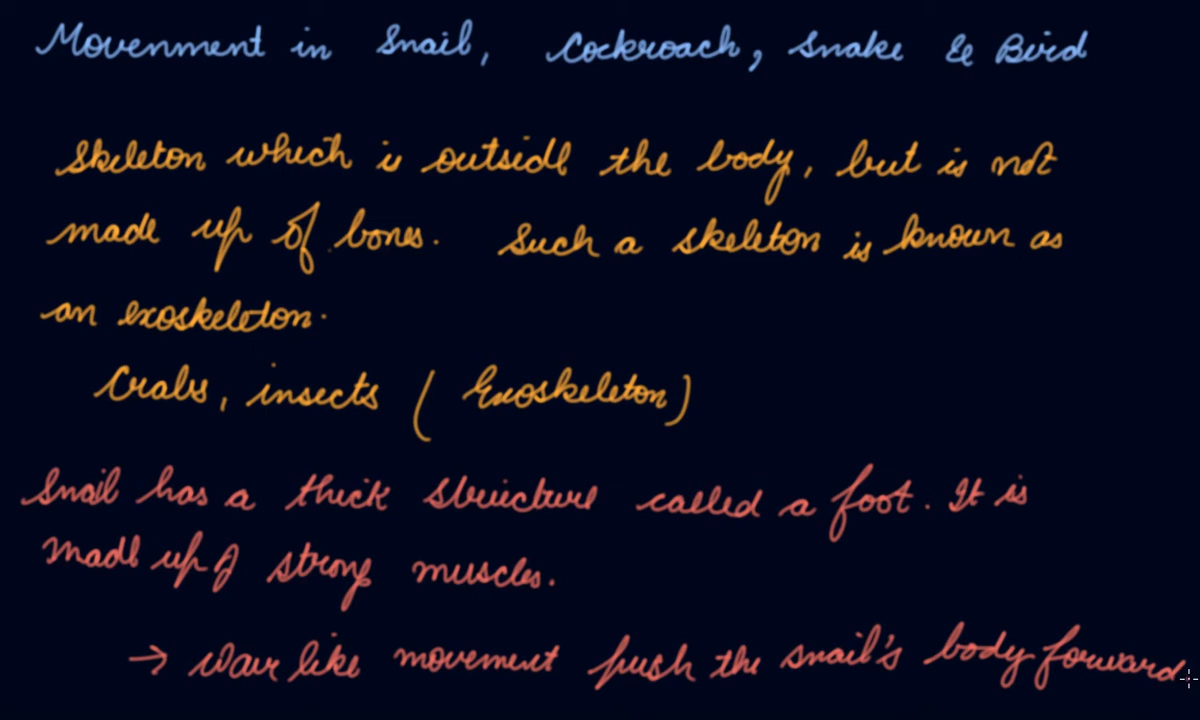 Movenment in Snail, Cockroach, Snake & Bird
Skeleton which is outside the body, but is not
made up of bones. Such a skeleton is known as
an exoskeleton.
Crabs, insects (Exoskeleton)
Snail has a thick structure called a foot. It is
made up of strong muscles.
→ Wave like movement push the snail's body forward.